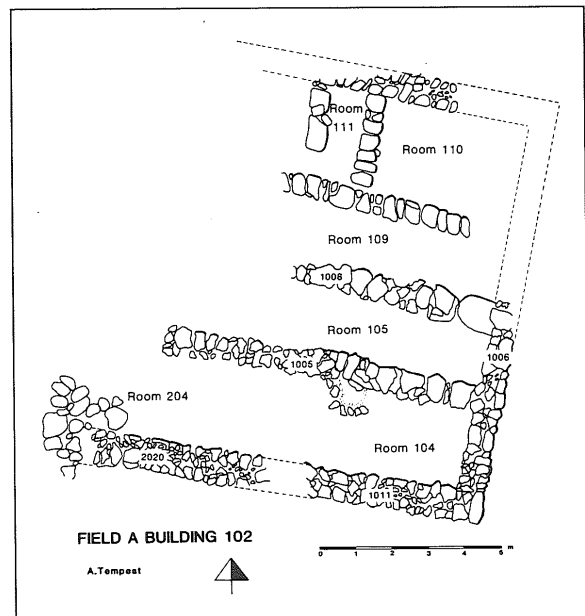 Room
111
Room 110
Room 109
1008
Room 105
1006
1005
Room 204
Room 104
2020
1011
FIELD A BUILDING 102
A.Tempest
0 1 2 3 4 5 m